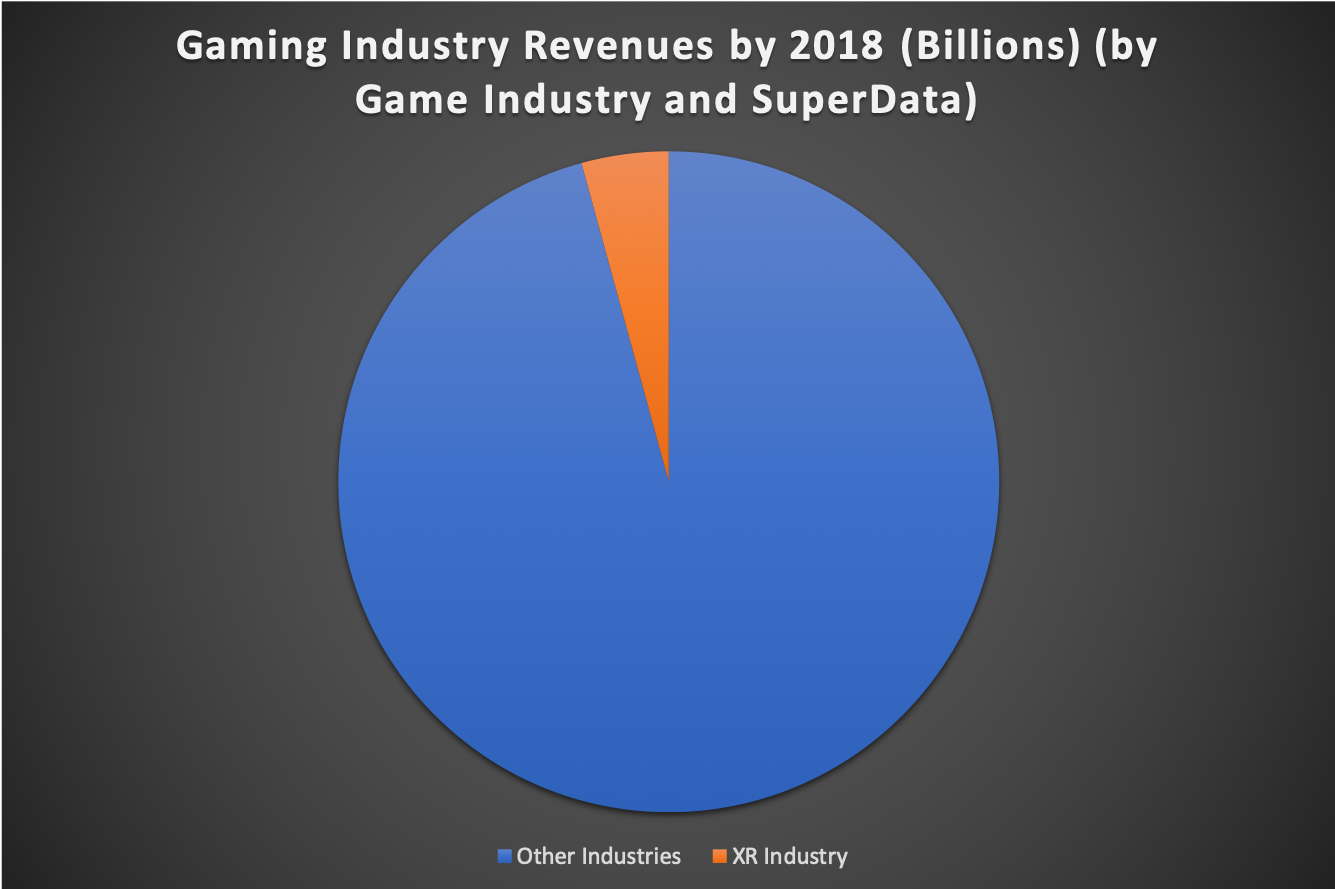 Gaming Industry Revenues by 2018 (Billions) (by
Game Industry and SuperData)
Other Industries XR Industry